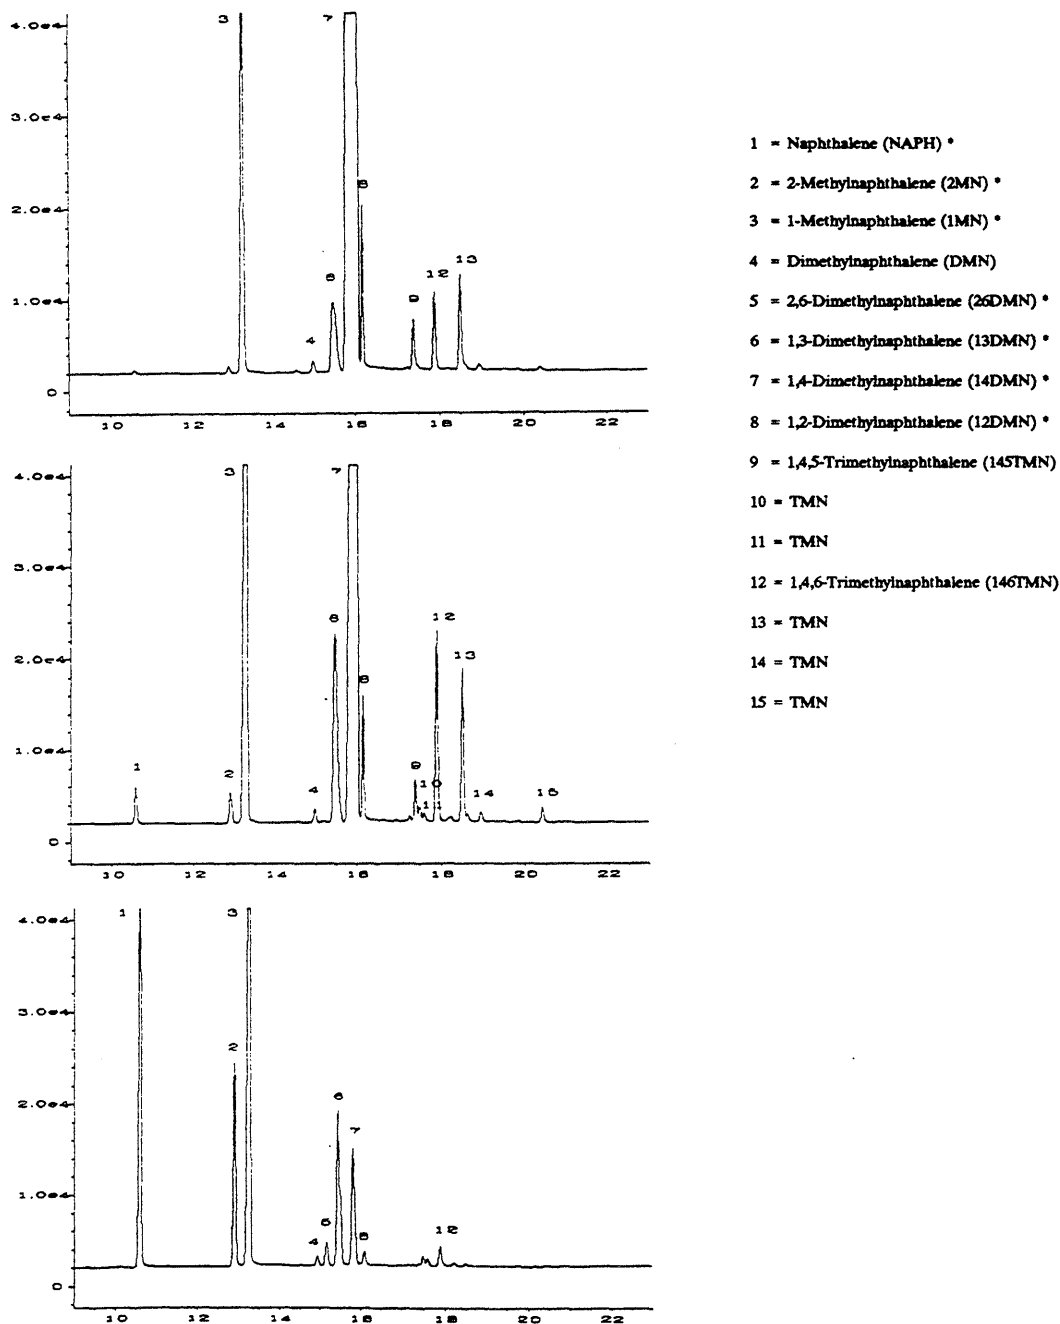 4.0e4
3.0e4
2.0e4
1.0e4
0
3
7
8
6
4
9
12
13
10 12 14 16 18 20 22
4.0e4
3.0e4
2.0e4
1.0e4
0
3
7
6
8
12
13
1
2
4
9
10
11
14
15
10 12 14 16 18 20 22
4.0e4
3.0e4
2.0e4
1.0e4
0
1
3
2
6
7
5
4
8
12
10 12 14 16 18 20 22
1 = Naphthalene (NAPH) *
2 = 2-Methylnaphthalene (2MN) *
3 = 1-Methylnaphthalene (1MN) *
4 = Dimethylnaphthalene (DMN)
5 = 2,6-Dimethylnaphthalene (26DMN) *
6 = 1,3-Dimethylnaphthalene (13DMN) *
7 = 1,4-Dimethylnaphthalene (14DMN) *
8 = 1,2-Dimethylnaphthalene (12DMN) *
9 = 1,4,5-Trimethylnaphthalene (145TMN)
10 = TMN
11 = TMN
12 = 1,4,6-Trimethylnaphthalene (146TMN)
13 = TMN
14 = TMN
15 = TMN